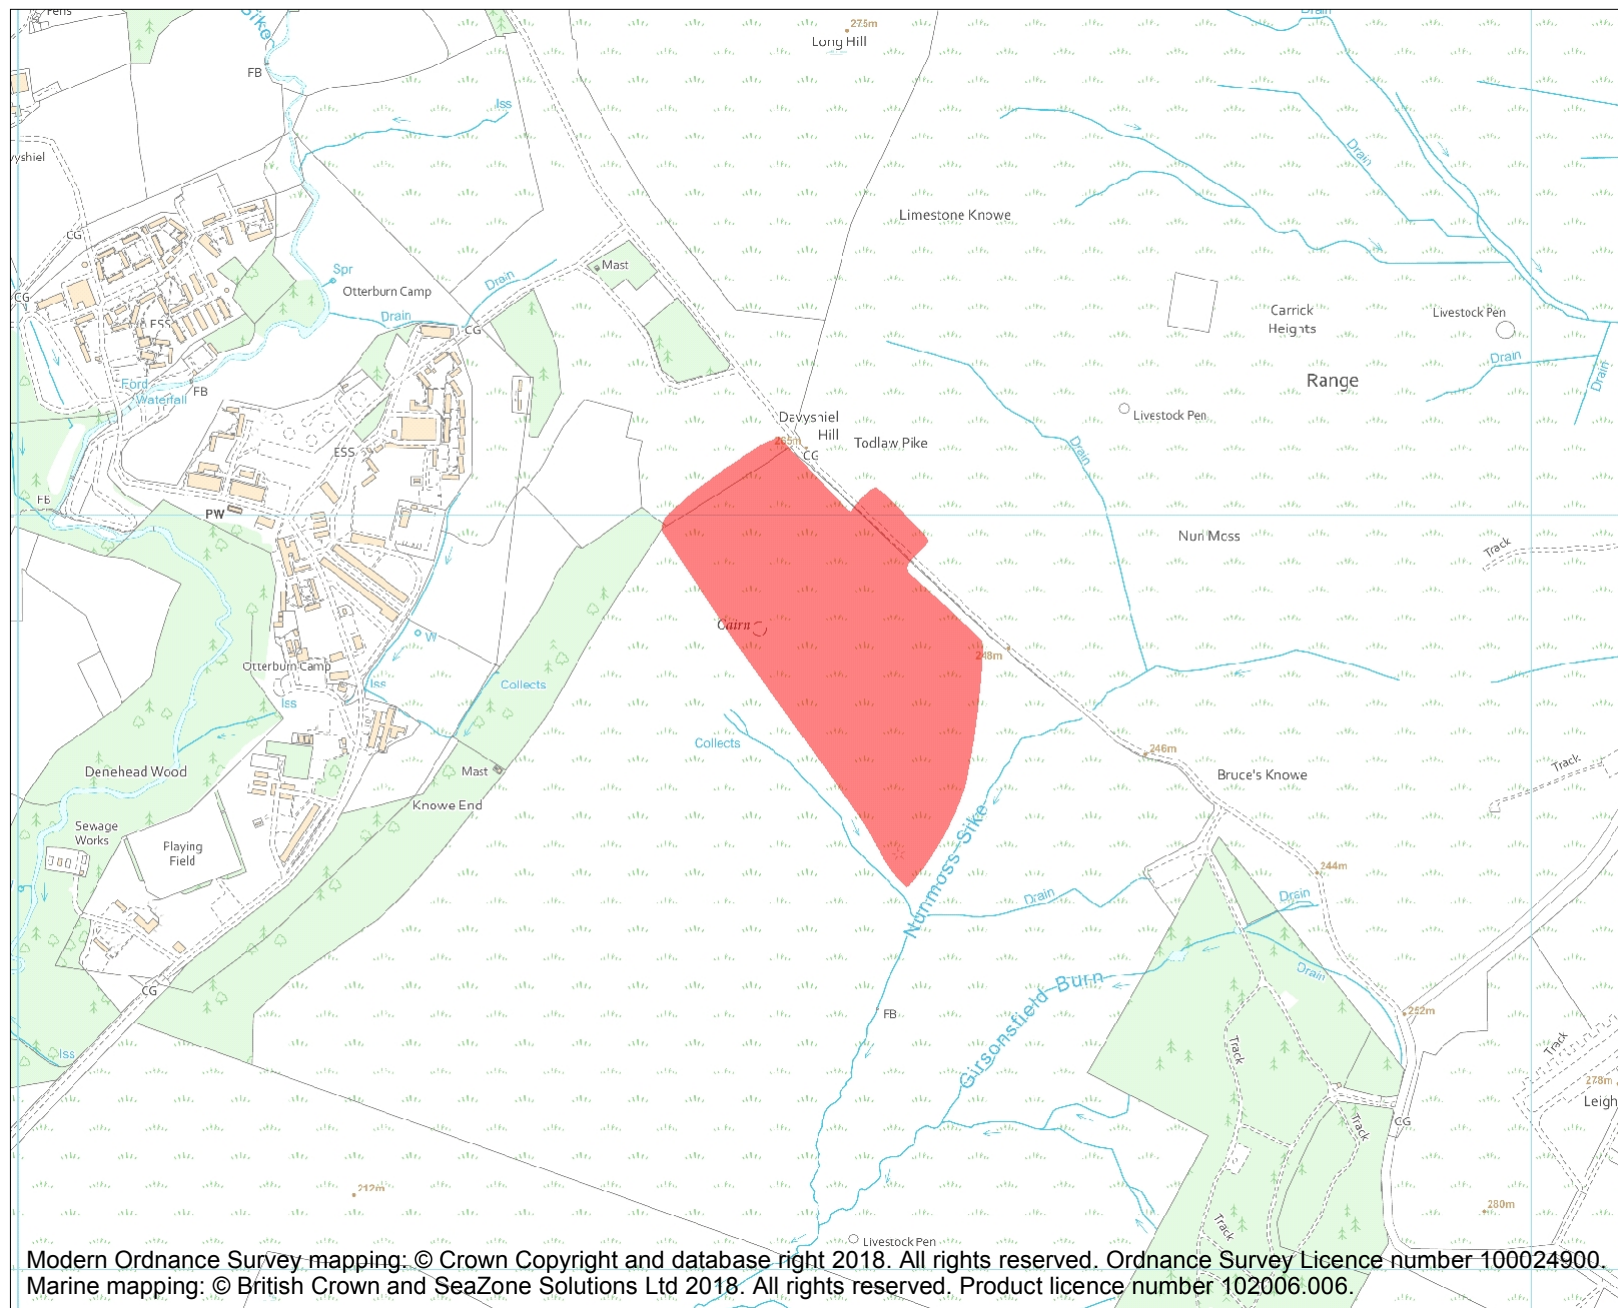 Fens
Sike
FB
275m
Long Hill
Drain
Iss
Drain
yshiel
Limestone Knowe
CG
Mast
Spr
Otterburn Camp
Drain
CG
Drain
CG
ESS
Carrick
Heights
Livestock Pen
Drain
Drain
Range
Ford
Waterfall
FB
Livestock Pen
Davyshiel
Hill
265m
CG
Todlaw Pike
Drain
ESS
FB
PW
Nun Moss
Track
Cairn
W
248m
Otterburn Camp
Iss
Collects
Iss
Collects
246m
Bruce's Knowe
Track
Denehead Wood
Mast
Knowe End
Sewage
Works
Playing
Field
Nunmoss Sike
244m
Drain
Drain
Drain
CG
Girsonsfield Burn
FB
252m
Iss
Track
Track
278m
Leigh
Track
CG
212m
280m
Track
Livestock Pen
Modern Ordnance Survey mapping: © Crown Copyright and database right 2018. All rights reserved. Ordnance Survey Licence number 100024900.
Marine mapping: © British Crown and SeaZone Solutions Ltd 2018. All rights reserved. Product licence number 102006.006.